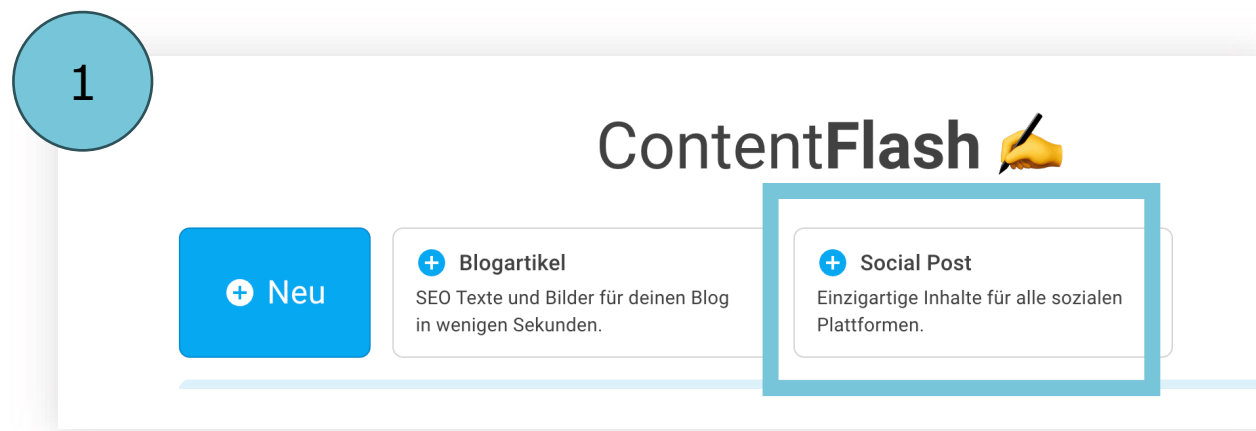 1
ContentFlash ✍
Neu
Blogartikel
SEO Texte und Bilder für deinen Blog
in wenigen Sekunden.
Social Post
Einzigartige Inhalte für alle sozialen
Plattformen.